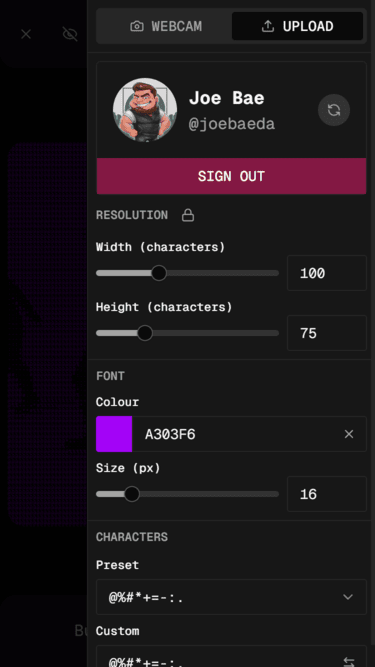 WEBCAM
UPLOAD
Joe Bae
@joebaeda
SIGN OUT
RESOLUTION
Width (characters)
100
Height (characters)
75
FONT
Colour
A303F6
Size (px)
16
CHARACTERS
Preset
@%#*+=-:.
Custom
@%#*+=-:.